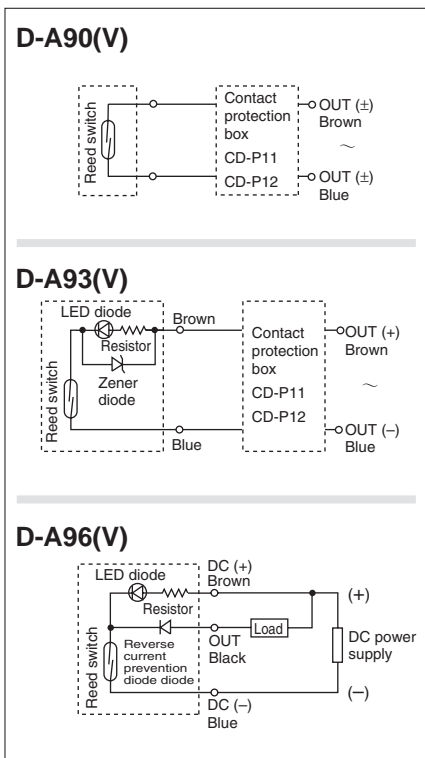 D-A90(V)
Reed switch
Contact
protection
box
CD-P11
CD-P12
OUT (±)
Brown
~
OUT (±)
Blue
D-A93(V)
LED diode
Resistor
Zener
diode
Reed switch
Brown
Blue
Contact
protection
box
CD-P11
CD-P12
OUT (+)
Brown
~
OUT (–)
Blue
D-A96(V)
LED diode
Resistor
Reverse
current
prevention
diode diode
Reed switch
DC (+)
Brown
OUT
Black
Load
DC (–)
Blue
(+)
DC power
supply
(–)